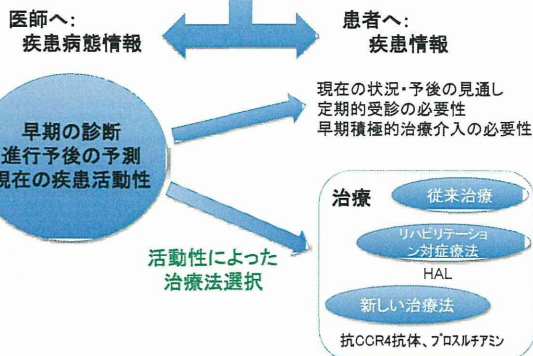 医師へ:
疾患病態情報
患者へ:
疾患情報
早期の診断
進行予後の予測
現在の疾患活動性
現在の状況・予後の見通し
定期的受診の必要性
早期積極的治療介入の必要性
活動性によった
治療法選択
治療
従来治療
リハビリテーショ
ン対症療法
HAL
新しい治療法
抗CCR4抗体、プロスルチアミン